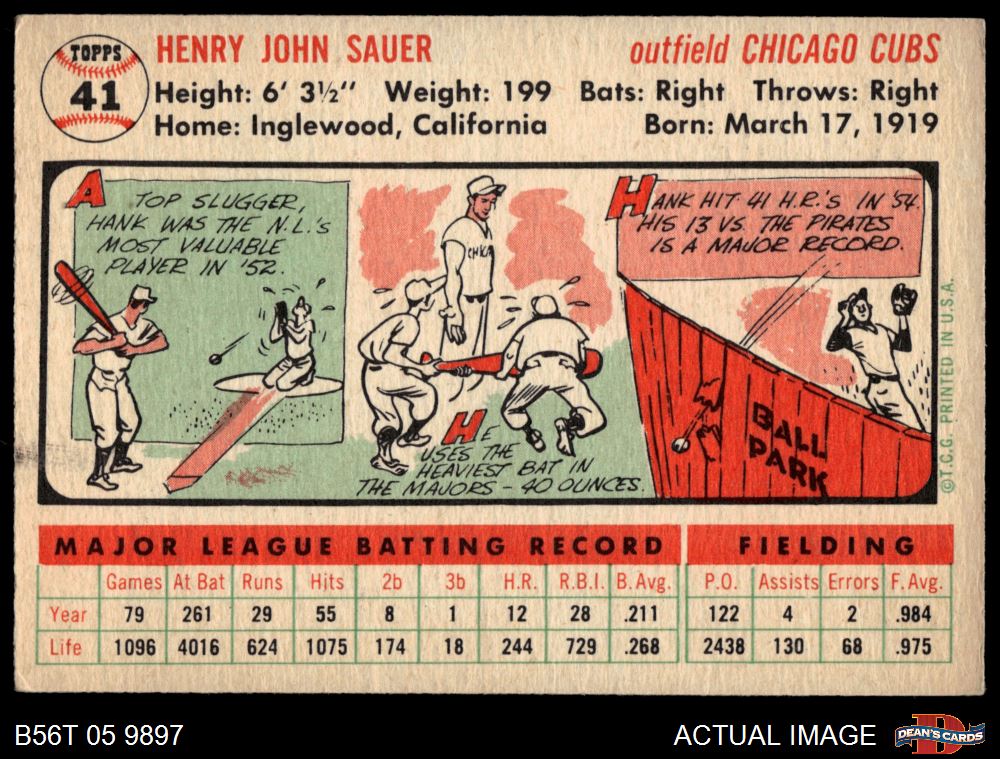 TOPPS
41
HENRY JOHN SAUER
outfield CHICAGO CUBS
Height: 6' 3½" Weight: 199 Bats: Right Throws: Right
Home: Inglewood, California Born: March 17, 1919
A TOP SLUGGER,
HANK WAS THE N.L.'s
MOST VALUABLE
PLAYER IN '52.
CHICA
HE
USES THE
HEAVIEST BAT IN
THE MAJORS – 40 OUNCES.
HANK HIT 41 H.R.'s IN '54.
HIS 13 VS. THE PIRATES
IS A MAJOR RECORD.
BALL
PARK
© T.C.G. PRINTED IN U.S.A.
MAJOR LEAGUE BATTING RECORD FIELDING
Games At Bat Runs Hits 2b 3b H.R. R.B.I. B. Avg. P.O. Assists Errors F. Avg.
Year 79 261 29 55 8 1 12 28 .211 122 4 2 .984
Life 1096 4016 624 1075 174 18 244 729 .268 2438 130 68 .975
B56T 05 9897
ACTUAL IMAGE
DEAN'S CARDS